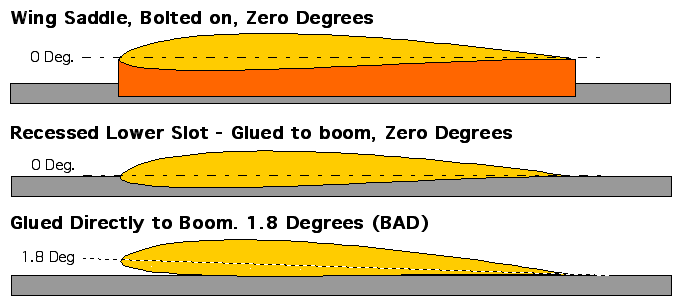 Wing Saddle, Bolted on, Zero Degrees
0 Deg.
Recessed Lower Slot - Glued to boom, Zero Degrees
0 Deg.
Glued Directly to Boom. 1.8 Degrees (BAD)
1.8 Deg